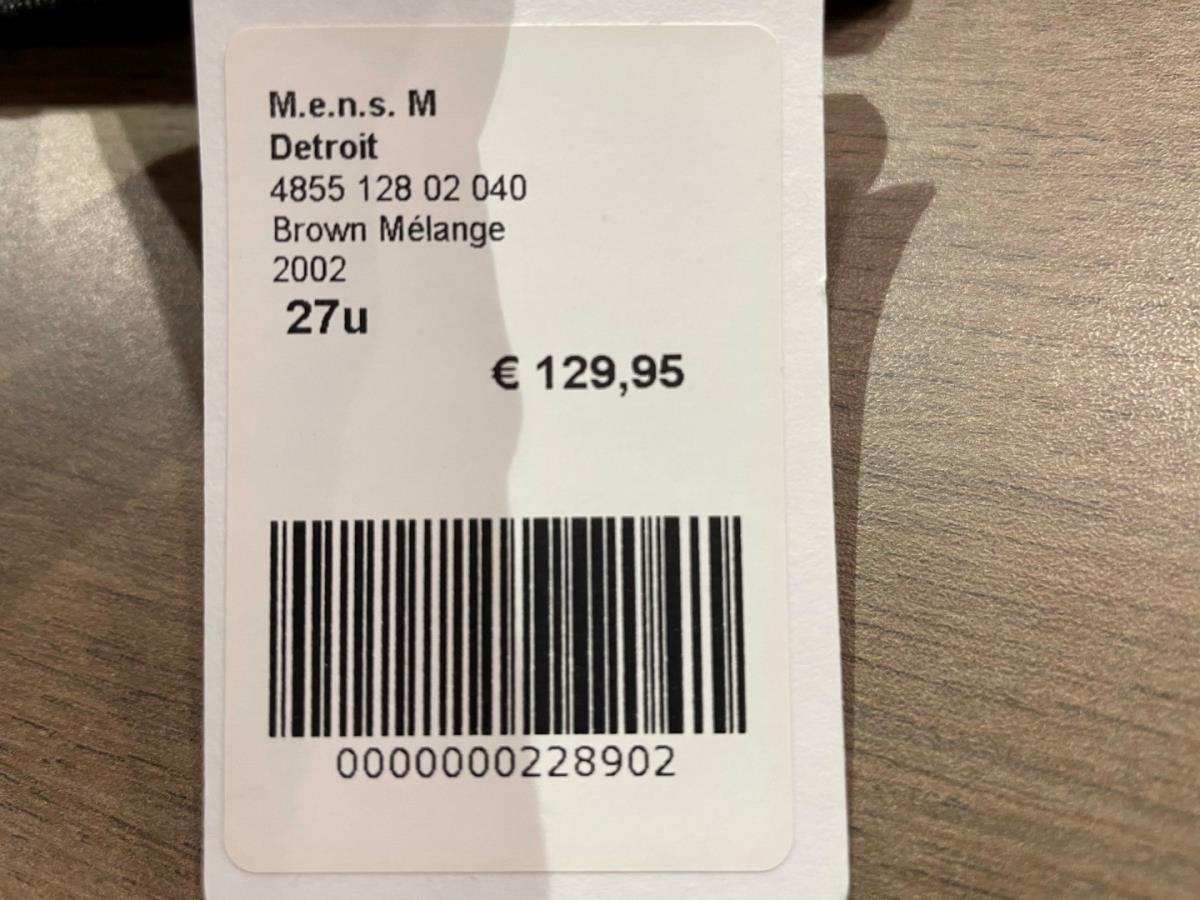 M.e.n.s. M
Detroit
4855 128 02 040
Brown Mélange
2002
27u
€ 129,95
0000000228902